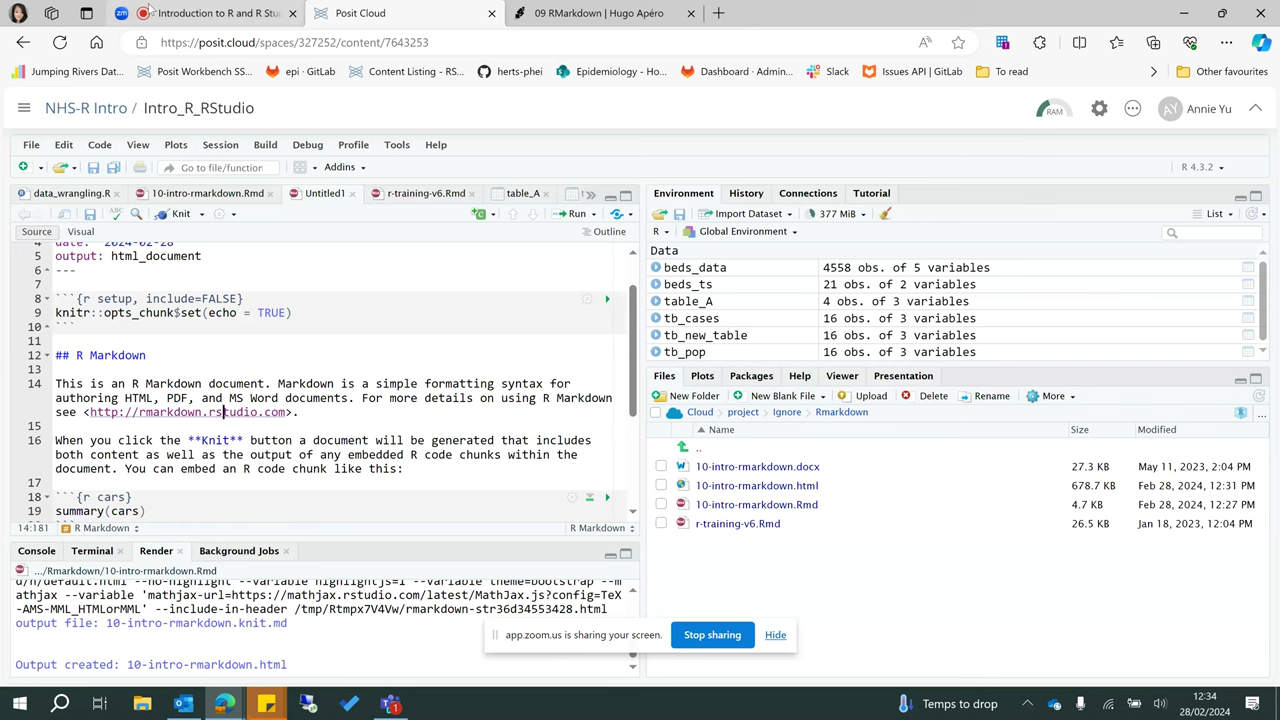 Introduction to R and R Stu
Posit Cloud
09 RMarkdown | Hugo Apéro
https://posit.cloud/spaces/327252/content/7643253
Jumping Rivers Dat...
Posit Workbench SS...
epi · GitLab
Content Listing - RS...
herts-phei
Epidemiology - Ho...
Dashboard · Admin...
Slack
Issues API | GitLab
To read
Other favourites
NHS-R Intro / Intro_R_RStudio
RAM
AY
Annie Yu
File Edit Code View Plots Session Build Debug Profile Tools Help
Go to file/function
Addins
R 4.3.2
data_wrangling.R
10-intro-rmarkdown.Rmd
Untitled1
r-training-v6.Rmd
table_A
Knit
Run
Source Visual
Outline
4 date: "2024-02-28"
5 output: html_document
6 ---
7
8 ```{r setup, include=FALSE}
9 knitr::opts_chunk$set(echo = TRUE)
10 ```
11
12 ## R Markdown
13
14 This is an R Markdown document. Markdown is a simple formatting syntax for
authoring HTML, PDF, and MS Word documents. For more details on using R Markdown
see <http://rmarkdown.rstudio.com>.
15
16 When you click the **Knit** button a document will be generated that includes
both content as well as the output of any embedded R code chunks within the
document. You can embed an R code chunk like this:
17
18 ```{r cars}
19 summary(cars)
14:181
R Markdown
R Markdown
Console Terminal Render Background Jobs
.../Rmarkdown/10-intro-rmarkdown.Rmd
d/h/default.html --no-highlight --variable highlightjs=1 --variable theme=bootstrap --m
athjax --variable 'mathjax-url=https://mathjax.rstudio.com/latest/MathJax.js?config=TeX
-AMS-MML_HTMLorMML' --include-in-header /tmp/Rtmpx7V4Vw/rmarkdown-str36d34553428.html
output file: 10-intro-rmarkdown.knit.md
Output created: 10-intro-rmarkdown.html
Environment History Connections Tutorial
Import Dataset
377 MiB
List
R
Global Environment
Data
beds_data 4558 obs. of 5 variables
beds_ts 21 obs. of 2 variables
table_A 4 obs. of 3 variables
tb_cases 16 obs. of 3 variables
tb_new_table 16 obs. of 3 variables
tb_pop 16 obs. of 3 variables
Files Plots Packages Help Viewer Presentation
New Folder New Blank File Upload Delete Rename More
Cloud project Ignore Rmarkdown
Name Size Modified
..
10-intro-rmarkdown.docx 27.3 KB May 11, 2023, 2:04 PM
10-intro-rmarkdown.html 678.7 KB Feb 28, 2024, 12:31 PM
10-intro-rmarkdown.Rmd 4.7 KB Feb 28, 2024, 12:27 PM
r-training-v6.Rmd 26.5 KB Jan 18, 2023, 12:04 PM
app.zoom.us is sharing your screen. Stop sharing Hide
Temps to drop
12:34
28/02/2024